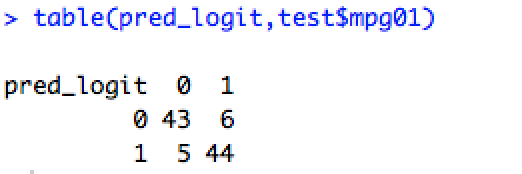 > table(pred_logit,test$mpg01)
pred_logit 0 1
0 43 6
1 5 44